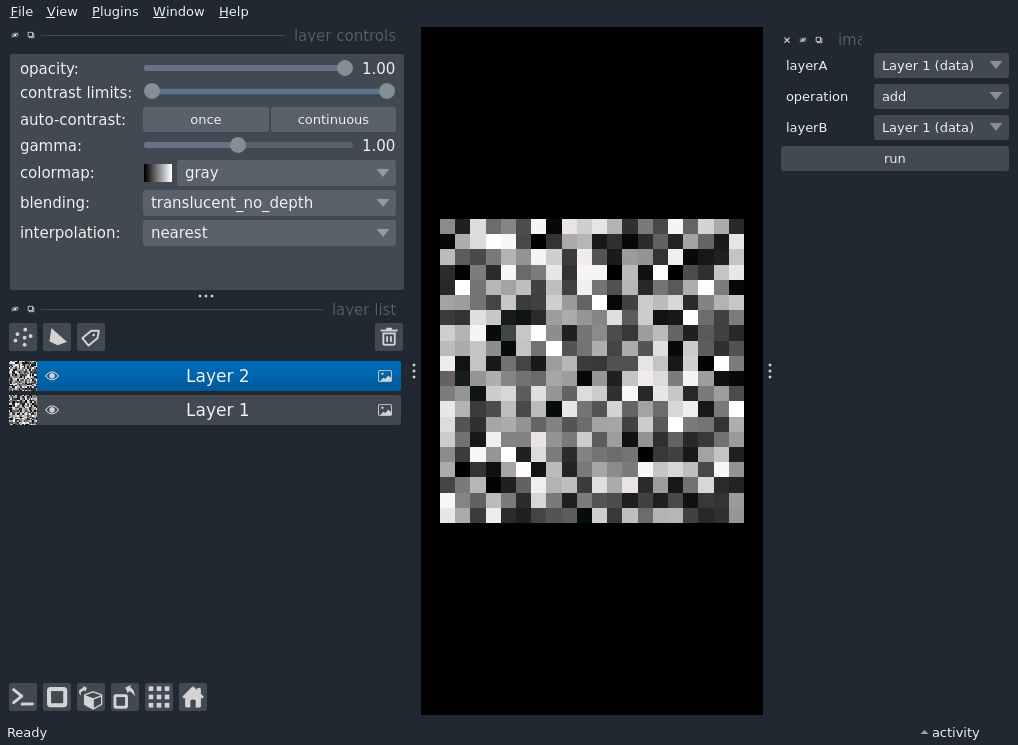 File View Plugins Window Help
layer controls
opacity: 1.00
contrast limits:
auto-contrast: once continuous
gamma: 1.00
colormap: gray
blending: translucent_no_depth
interpolation: nearest
layer list
Layer 2
Layer 1
ima
layerA Layer 1 (data)
operation add
layerB Layer 1 (data)
run
Ready
activity